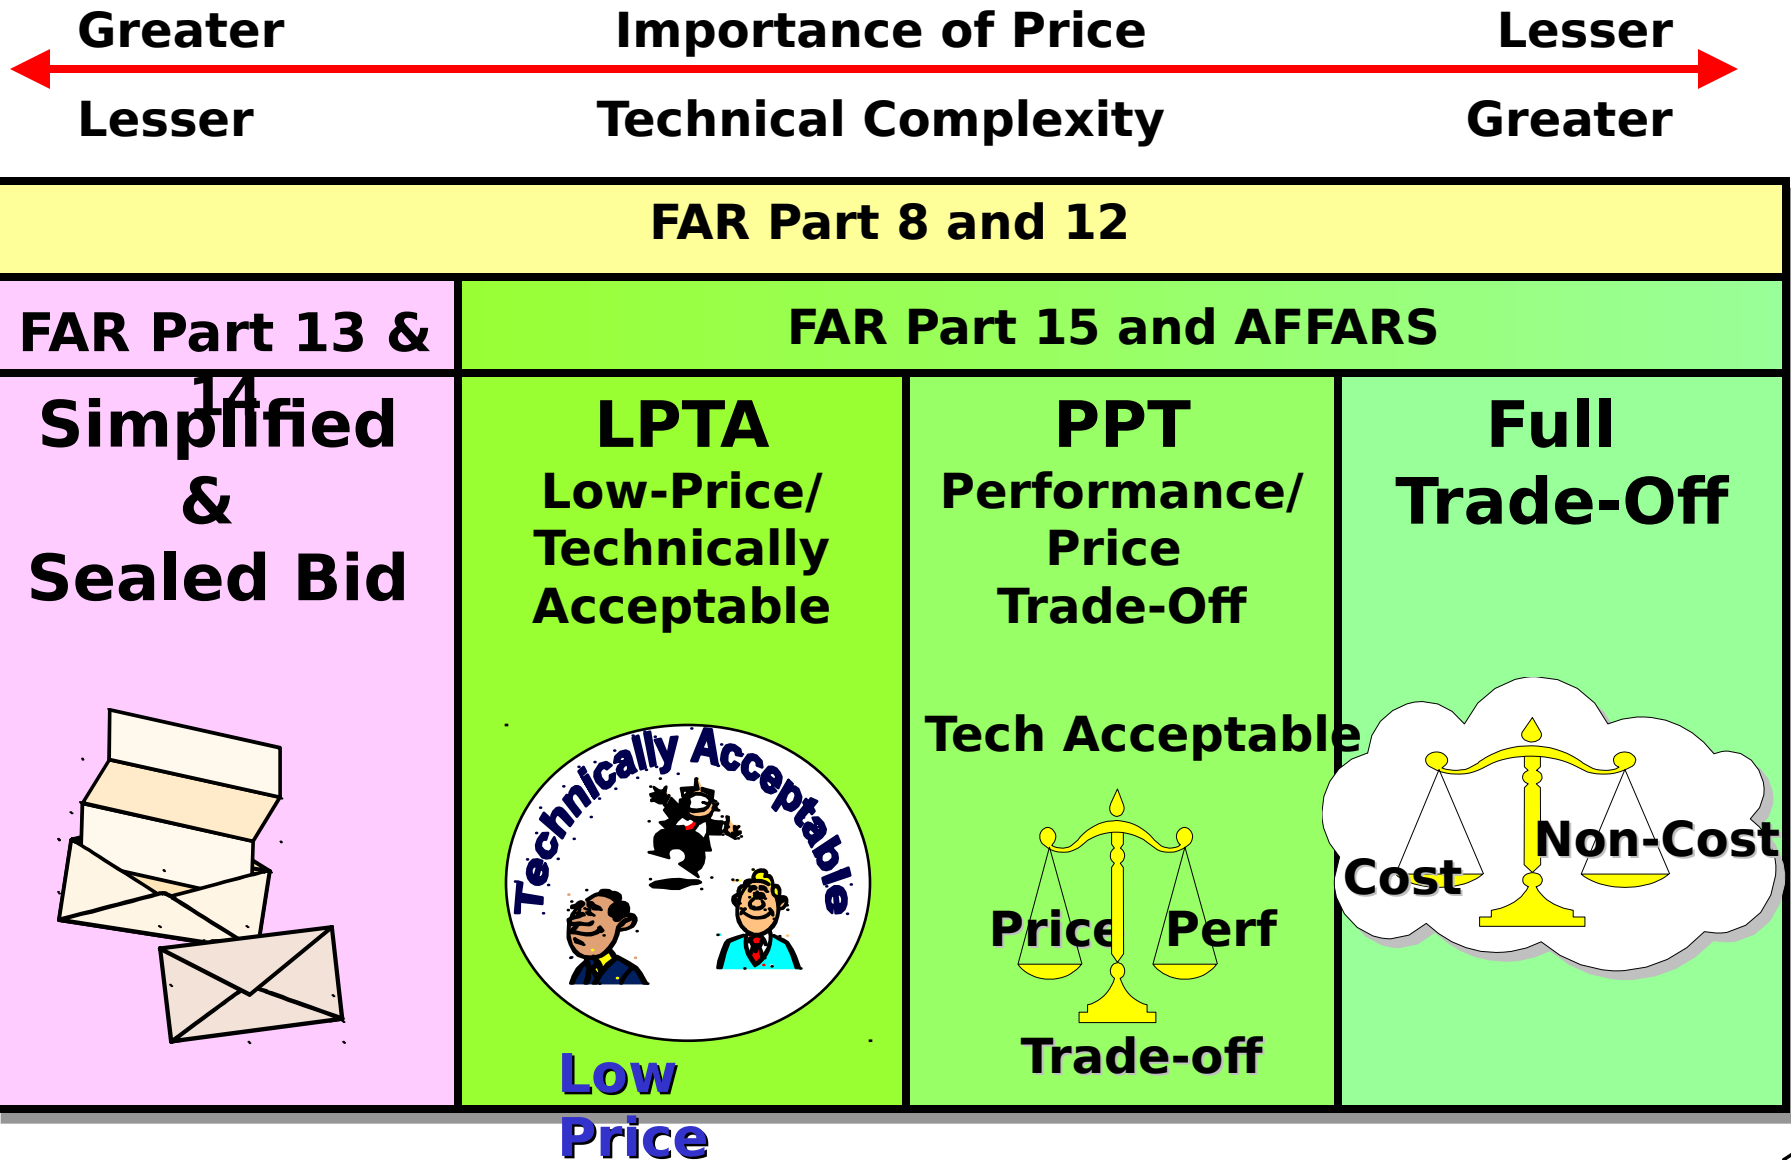 Greater Importance of Price Lesser
Lesser Technical Complexity Greater
FAR Part 8 and 12
FAR Part 13 &
14
FAR Part 15 and AFFARS
Simplified
&
Sealed Bid
LPTA
Low-Price/
Technically
Acceptable
Technically Acceptable
Low
Price
PPT
Performance/
Price
Trade-Off
Tech Acceptable
Price Perf
Trade-off
Full
Trade-Off
Cost
Non-Cost